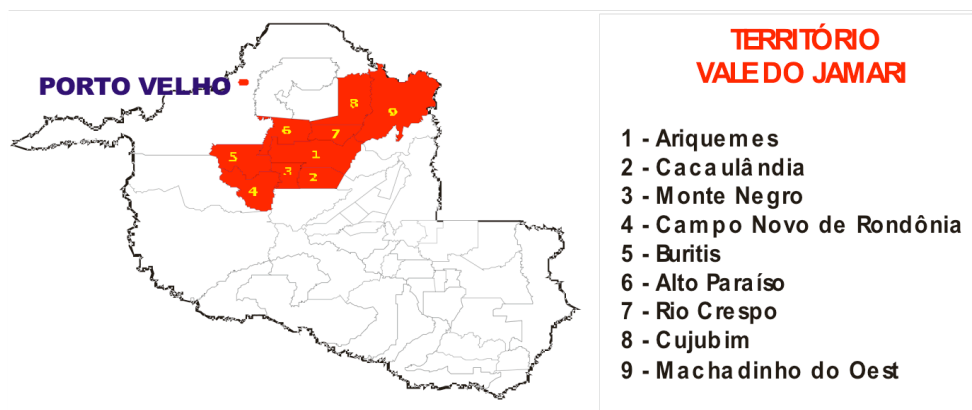 PORTO VELHO
8
9
6
7
5
1
3
2
4
TERRITÓRIO
VALE DO JAMARI
1 - Ariquemes
2 - Cacaulândia
3 - Monte Negro
4 - Campo Novo de Rondônia
5 - Buritis
6 - Alto Paraíso
7 - Rio Crespo
8 - Cujubim
9 - Machadinho do Oest